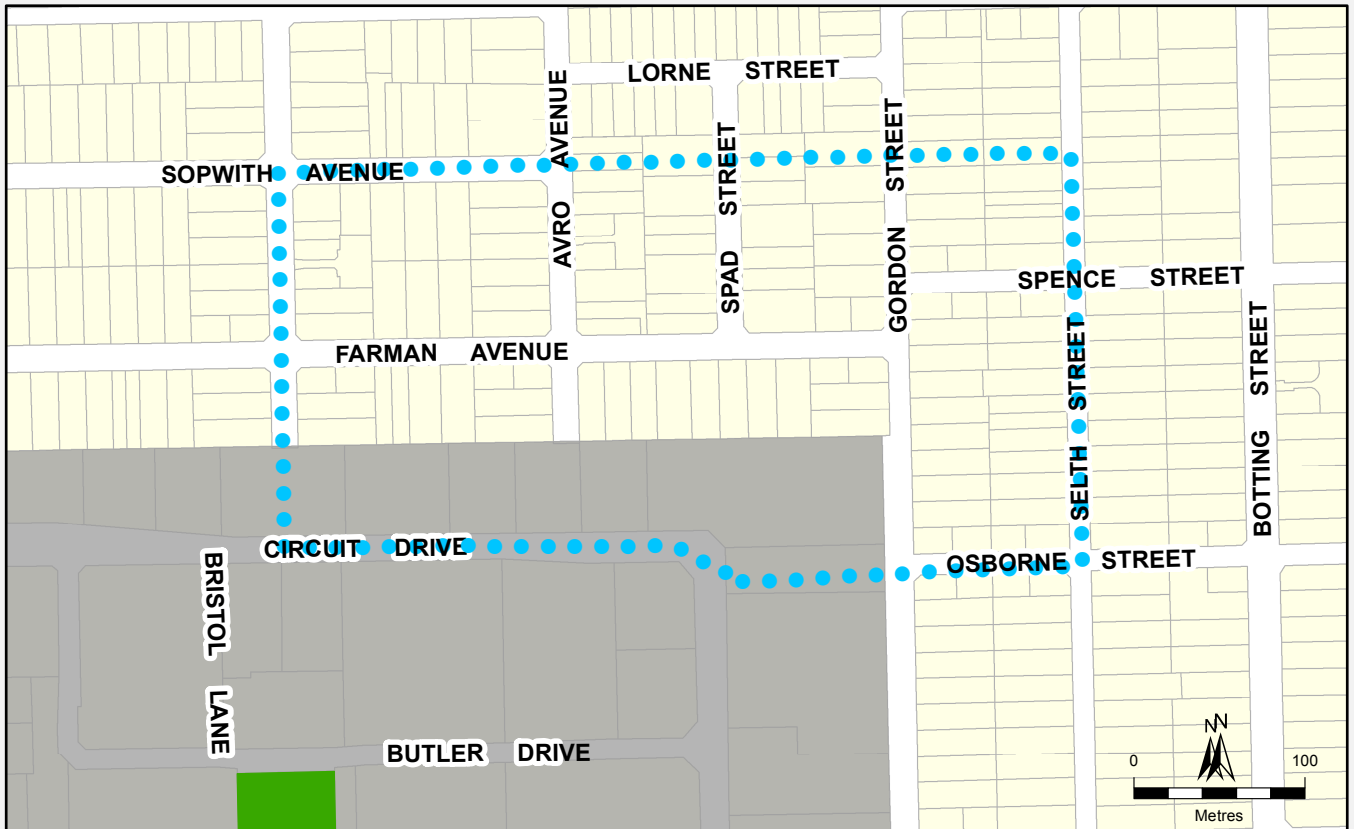 LORNE STREET
AVRO AVENUE
SPAD STREET
GORDON STREET
SOPWITH AVENUE
SPENCE STREET
FARMAN AVENUE
SELTH STREET
BOTTING STREET
CIRCUIT DRIVE
OSBORNE STREET
BRISTOL LANE
BUTLER DRIVE
N N
0 100
Metres